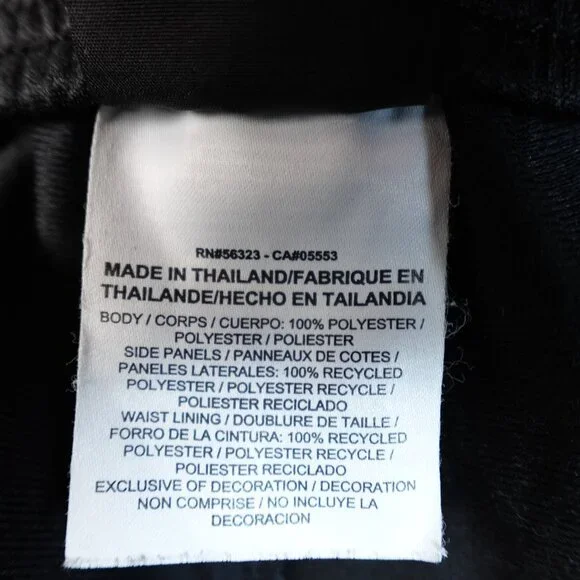 RN#56323 - CA#05553
MADE IN THAILAND/FABRIQUE EN
THAILANDE/HECHO EN TAILANDIA
BODY / CORPS / CUERPO: 100% POLYESTER /
POLYESTER / POLIESTER
SIDE PANELS / PANNEAUX DE COTES /
PANELES LATERALES: 100% RECYCLED
POLYESTER / POLYESTER RECYCLE /
POLIESTER RECICLADO
WAIST LINING / DOUBLURE DE TAILLE /
FORRO DE LA CINTURA: 100% RECYCLED
POLYESTER / POLYESTER RECYCLE /
POLIESTER RECICLADO
EXCLUSIVE OF DECORATION / DECORATION
NON COMPRISE / NO INCLUYE LA
DECORACION